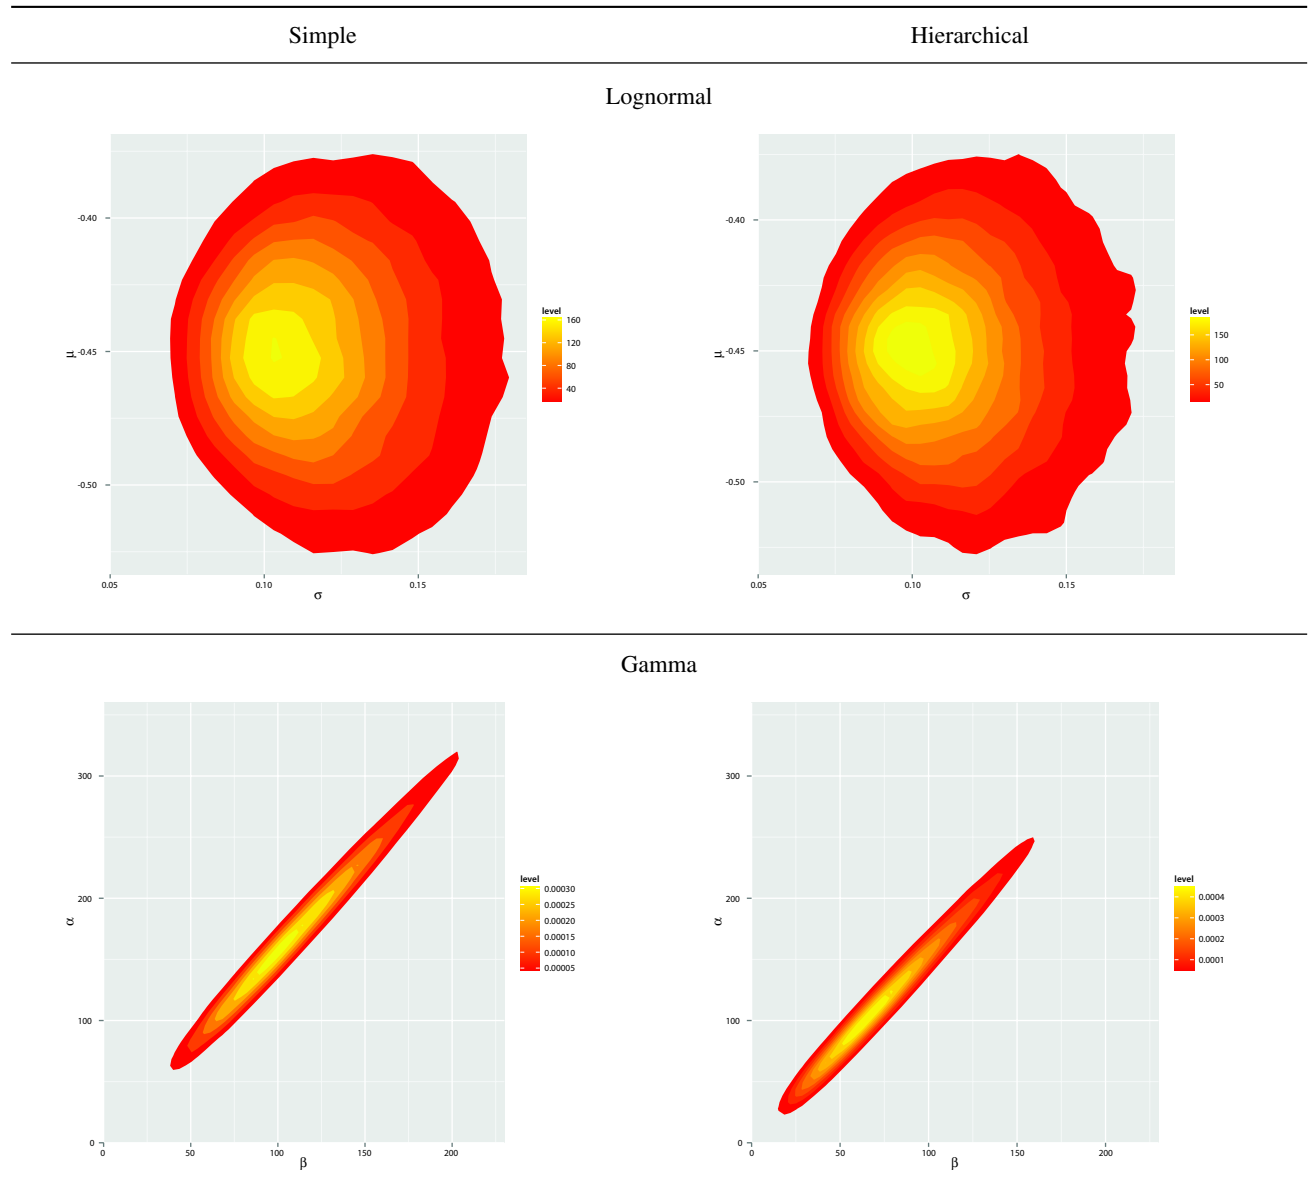 Simple Hierarchical
Lognormal
-0.40
-0.45
-0.50
μ
0.05 0.10 0.15
σ
level
160
120
80
40
-0.40
-0.45
-0.50
μ
0.05 0.10 0.15
σ
level
150
100
50
Gamma
300
200
100
0
α
0 50 100 150 200
β
level
0.00030
0.00025
0.00020
0.00015
0.00010
0.00005
300
200
100
0
α
0 50 100 150 200
β
level
0.0004
0.0003
0.0002
0.0001